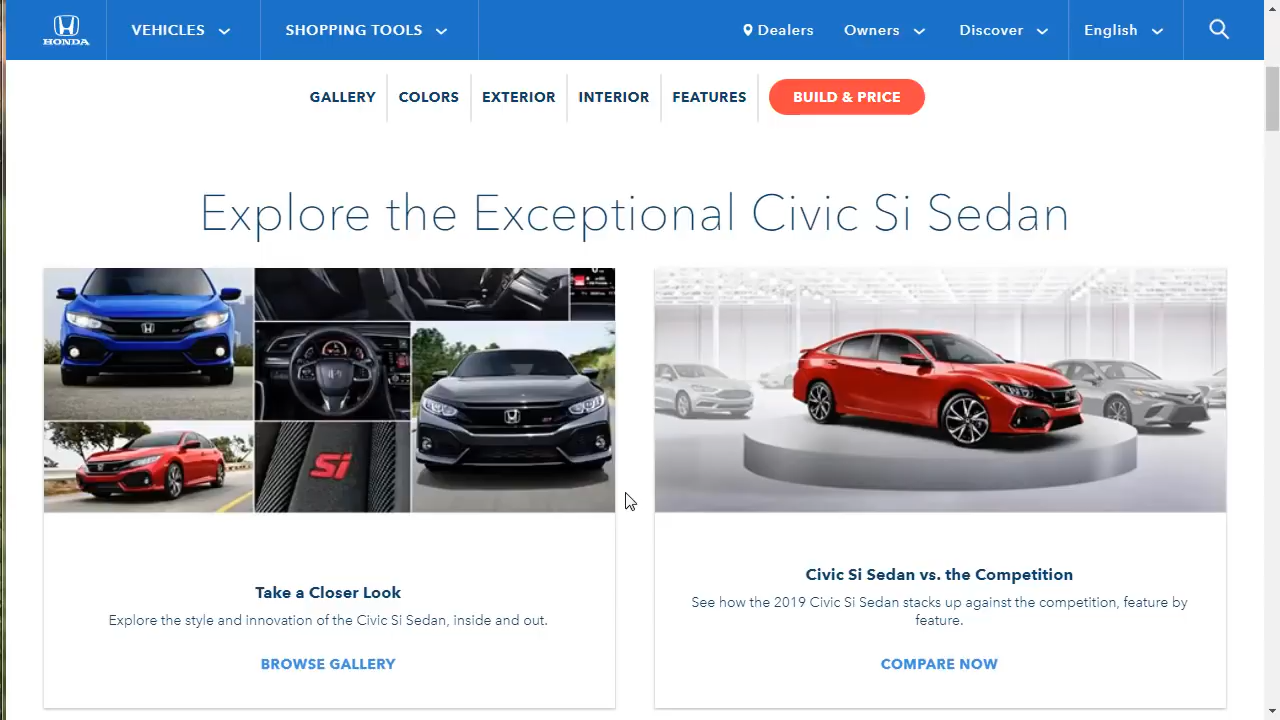 HONDA
VEHICLES
SHOPPING TOOLS
Dealers
Owners
Discover
English
GALLERY
COLORS
EXTERIOR
INTERIOR
FEATURES
BUILD & PRICE
Explore the Exceptional Civic Si Sedan
Si
Take a Closer Look
Explore the style and innovation of the Civic Si Sedan, inside and out.
BROWSE GALLERY
Civic Si Sedan vs. the Competition
See how the 2019 Civic Si Sedan stacks up against the competition, feature by
feature.
COMPARE NOW